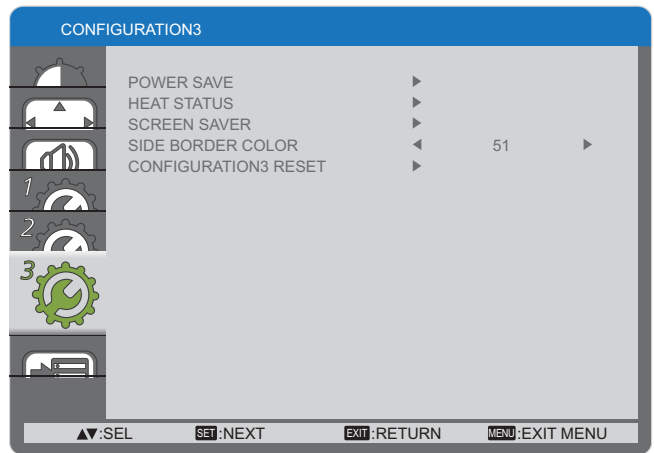 CONFIGURATION3
POWER SAVE
HEAT STATUS
SCREEN SAVER
SIDE BORDER COLOR 51
CONFIGURATION3 RESET
1
2
3
▲▼:SEL SET:NEXT EXIT:RETURN MENU:EXIT MENU